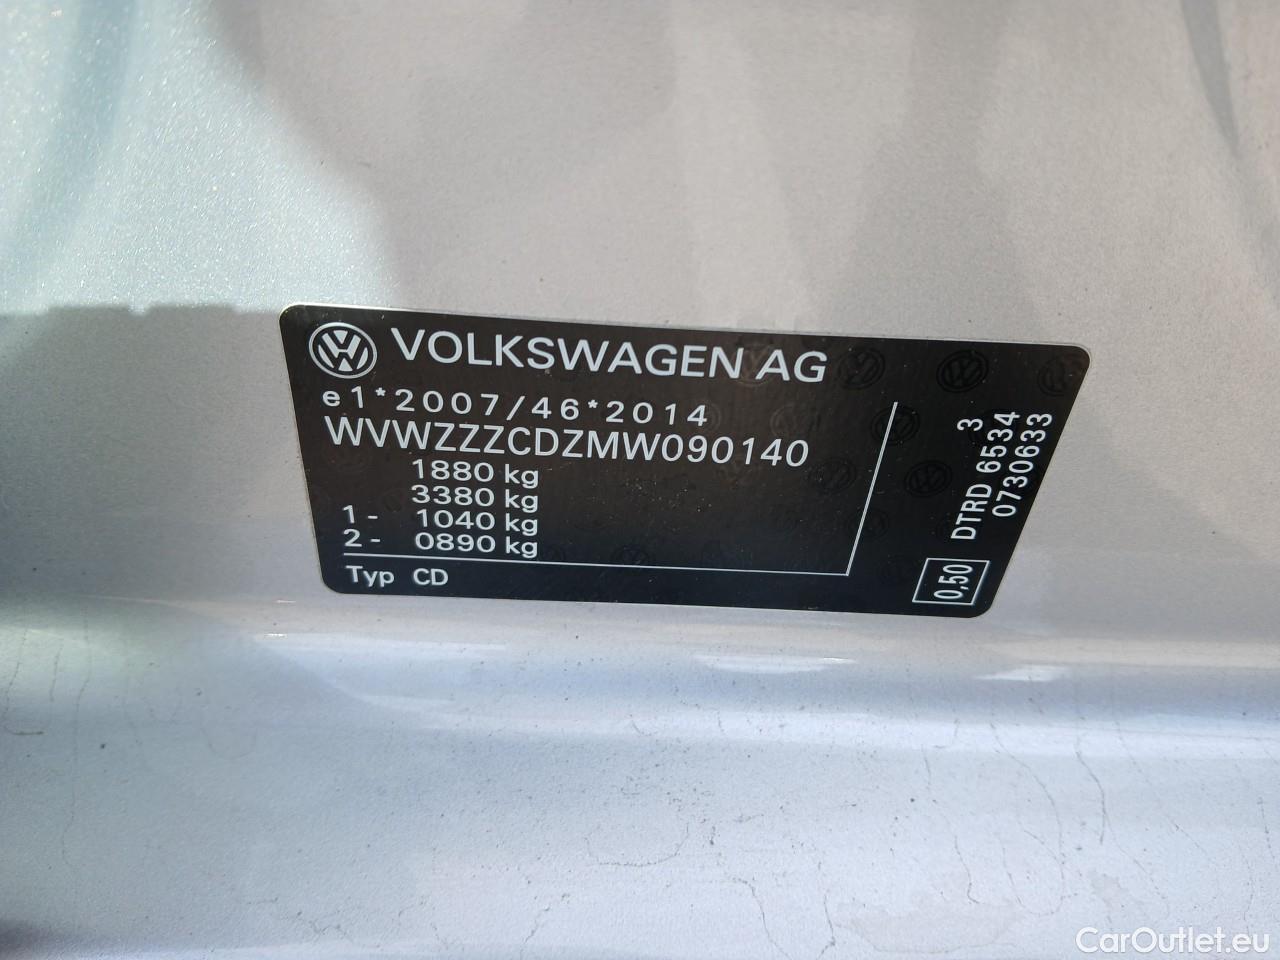 VOLKSWAGEN AG
e1*2007/46*2014
WVWZZZCDZMW090140
1880 kg
3380 kg
1 - 1040 kg
2 - 0890 kg
Typ CD
3
DTRD 6534
0730633
0,50
CarOutlet.eu